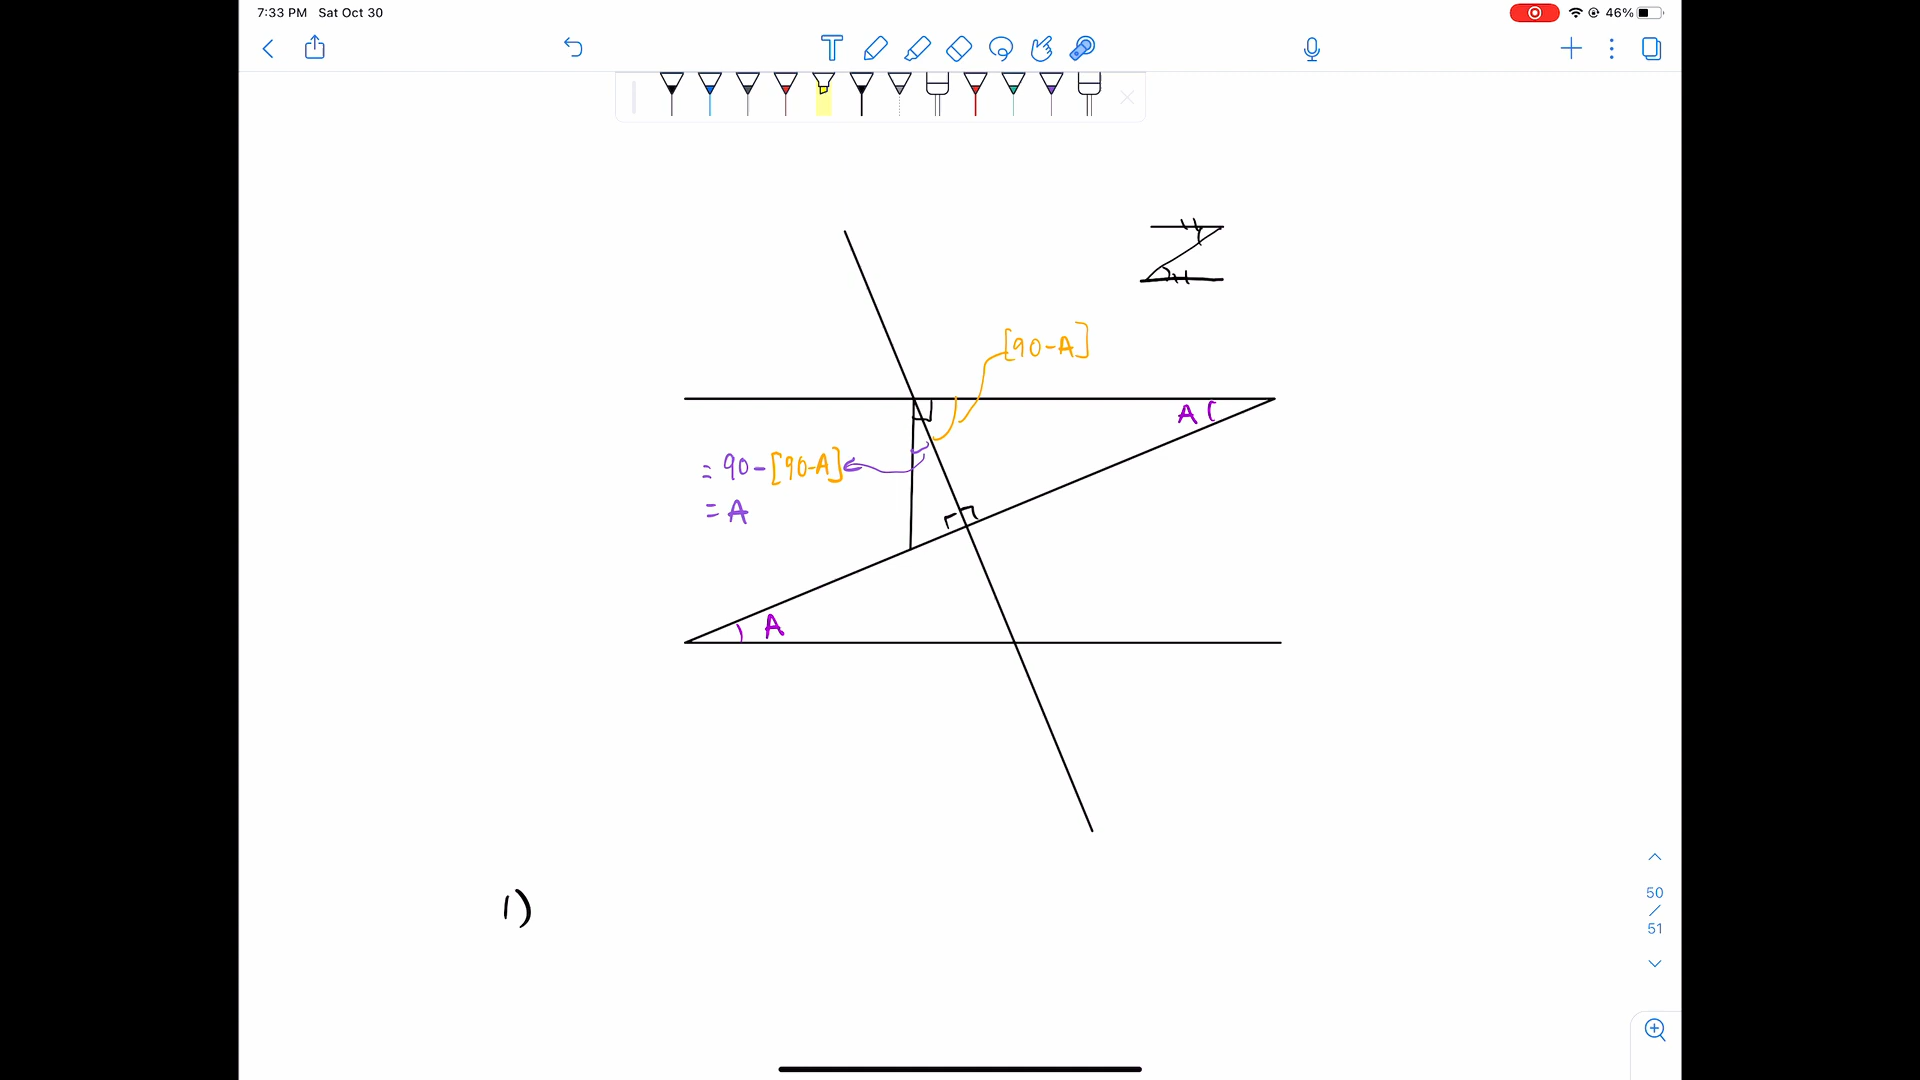 7:33 PM Sat Oct 30
46%
T
[90-A]
A
= 90-[90-A]
= A
A
50
/
51
1)